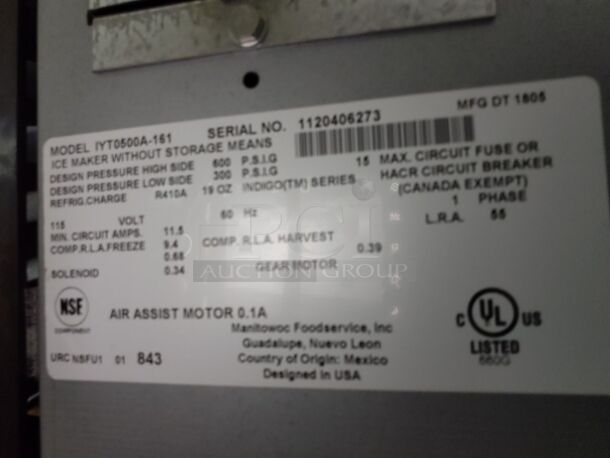 MODEL IYT0500A-161 SERIAL NO. 1120406273 MFG DT 1805
ICE MAKER WITHOUT STORAGE MEANS
DESIGN PRESSURE HIGH SIDE 600 P.S.I.G 15 MAX. CIRCUIT FUSE OR
DESIGN PRESSURE LOW SIDE 300 P.S.I.G HACR CIRCUIT BREAKER
REFRIG.CHARGE R410A 19 OZ INDIGO(TM) SERIES (CANADA EXEMPT)
115 VOLT 60 Hz 1 PHASE
MIN. CIRCUIT AMPS. 11.5 L.R.A. 55
COMP.R.L.A.FREEZE 9.4 COMP. R.L.A. HARVEST
0.68 0.39
SOLENOID 0.34 GEAR MOTOR
PCI
AUCTION GROUP
NSF
COMPONENT
AIR ASSIST MOTOR 0.1A
Manitowoc Foodservice, Inc
Guadalupe, Nuevo Leon
Country of Origin: Mexico
Designed in USA
URC NSFU1 01 843
C UL US
LISTED